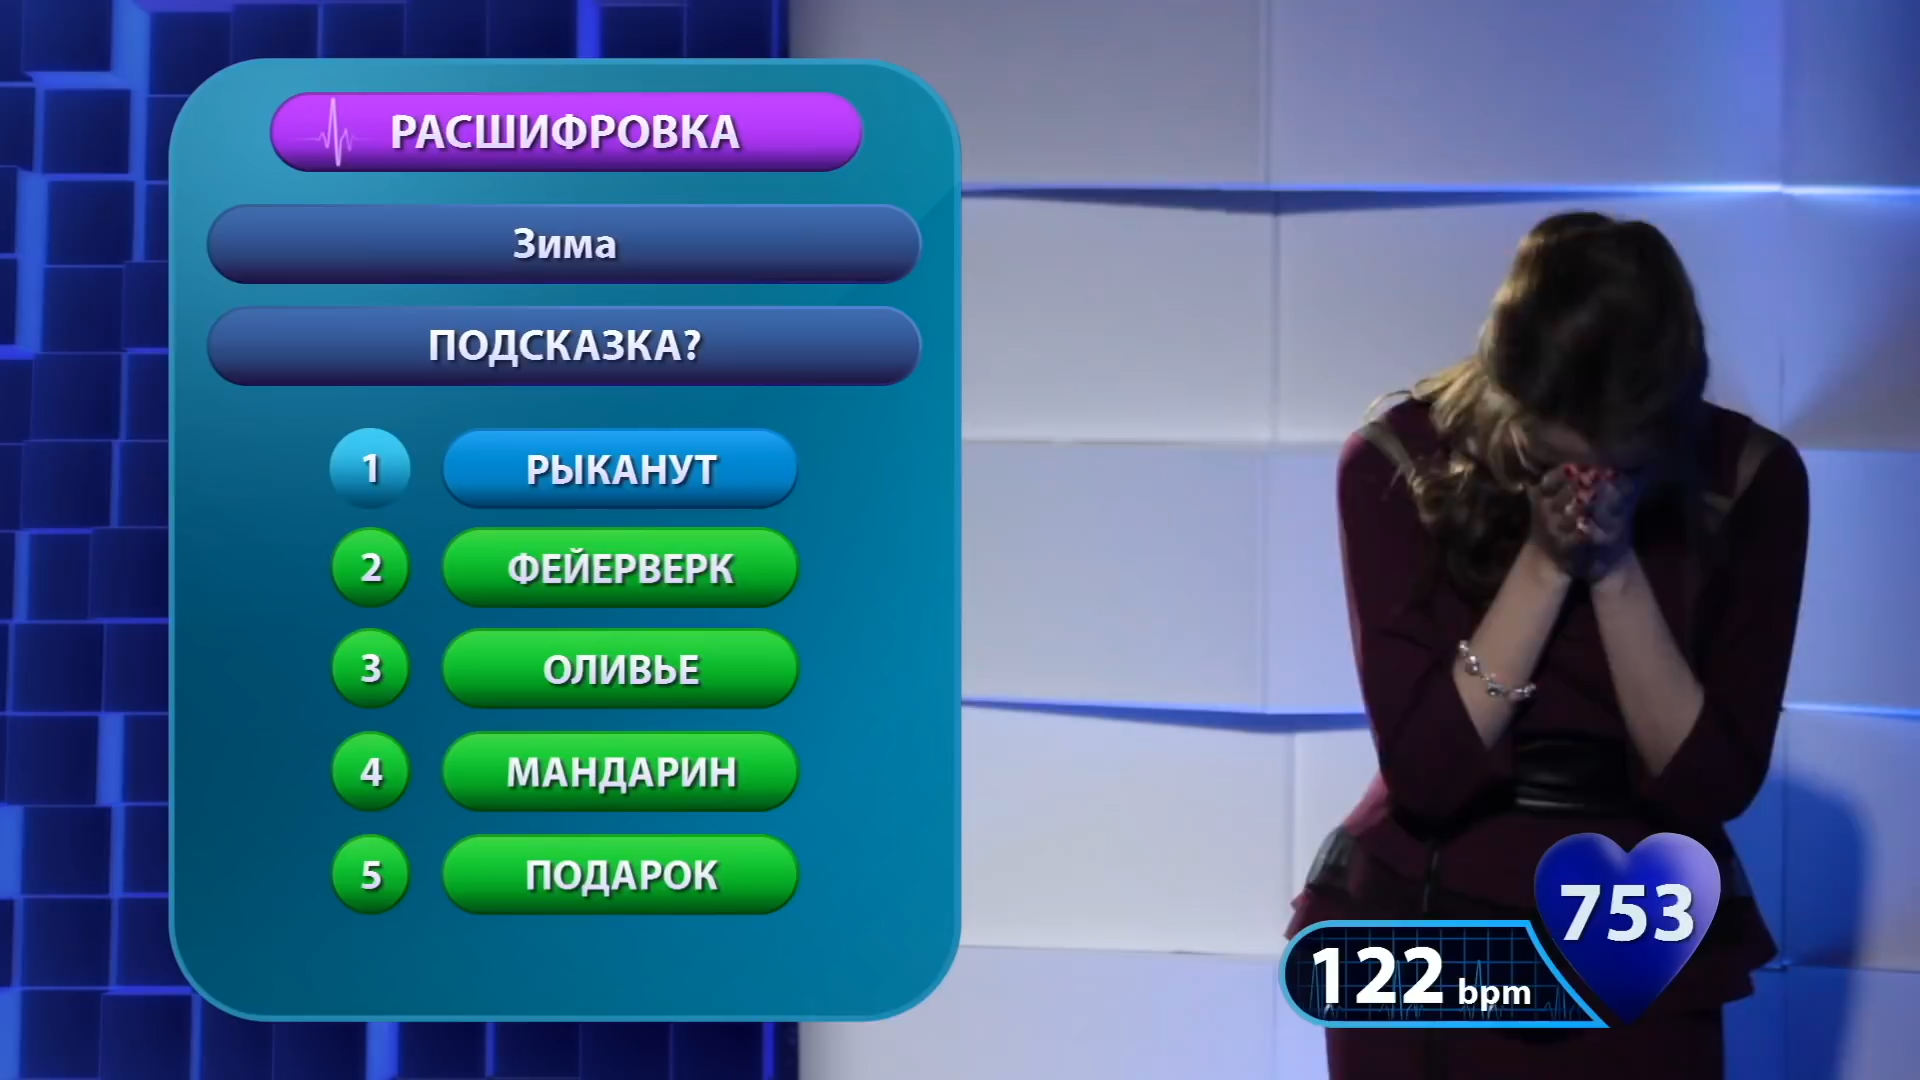 РАСШИФРОВКА
Зима
ПОДСКАЗКА?
1 РЫКАНУТ
2 ФЕЙЕРВЕРК
3 ОЛИВЬЕ
4 МАНДАРИН
5 ПОДАРОК
753
122 bpm